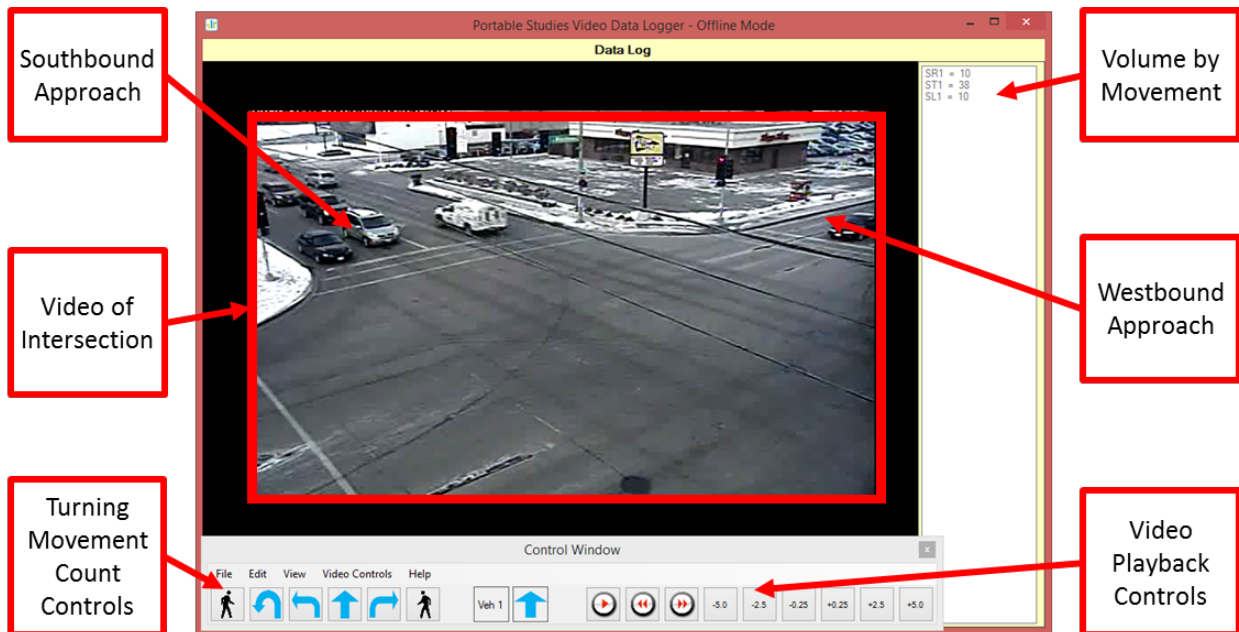 Portable Studies Video Data Logger - Offline Mode
Data Log
Southbound
Approach
SR1 = 10
ST1 = 38
SL1 = 10
Volume by
Movement
Video of
Intersection
Westbound
Approach
Turning
Movement
Count
Controls
Control Window
x
File Edit View Video Controls Help
Veh 1
-5.0 -2.5 -0.25 +0.25 +2.5 +5.0
Video
Playback
Controls